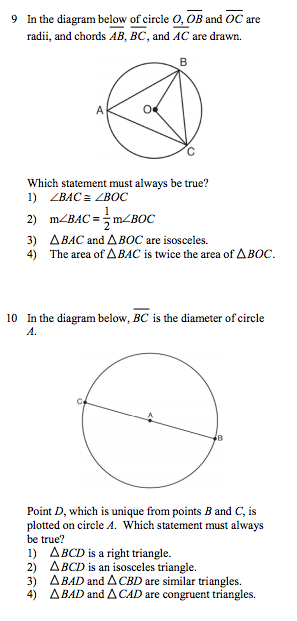 9 In the diagram below of circle O, OB and OC are
radii, and chords AB, BC, and AC are drawn.
B
A
O
C
Which statement must always be true?
1) ∠BAC ≅ ∠BOC
2) m∠BAC = 1/2 m∠BOC
3) △BAC and △BOC are isosceles.
4) The area of △BAC is twice the area of △BOC.
10 In the diagram below, BC is the diameter of circle
A.
C
A
B
Point D, which is unique from points B and C, is
plotted on circle A. Which statement must always
be true?
1) △BCD is a right triangle.
2) △BCD is an isosceles triangle.
3) △BAD and △CBD are similar triangles.
4) △BAD and △CAD are congruent triangles.